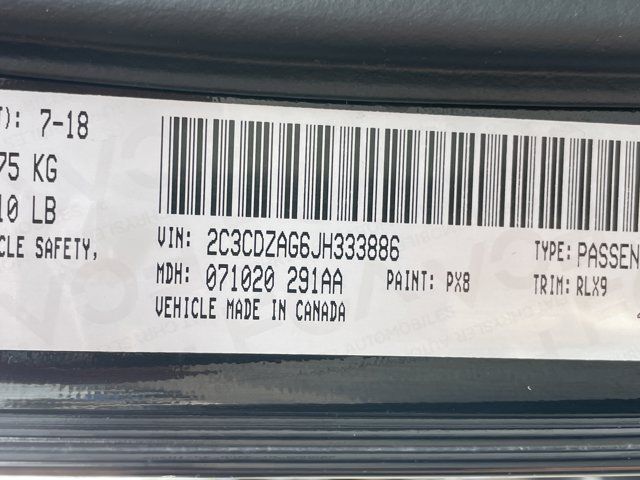 T): 7-18
75 KG
10 LB
CLE SAFETY,
VIN: 2C3CDZAG6JH333886
TYPE: PASSEN
MDH: 071020 291AA
PAINT: PX8
TRIM: RLX9
VEHICLE MADE IN CANADA